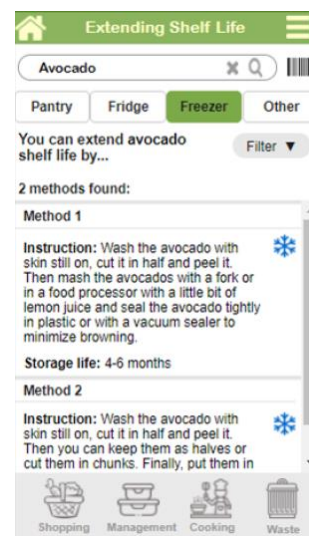 Extending Shelf Life
Avocado
Pantry Fridge Freezer Other
You can extend avocado
shelf life by...
Filter ▼
2 methods found:
Method 1
Instruction: Wash the avocado with
skin still on, cut it in half and peel it.
Then mash the avocados with a fork or
in a food processor with a little bit of
lemon juice and seal the avocado tightly
in plastic or with a vacuum sealer to
minimize browning.
Storage life: 4-6 months
Method 2
Instruction: Wash the avocado with
skin still on, cut it in half and peel it.
Then you can keep them as halves or
cut them in chunks. Finally, put them in
Shopping Management Cooking Waste